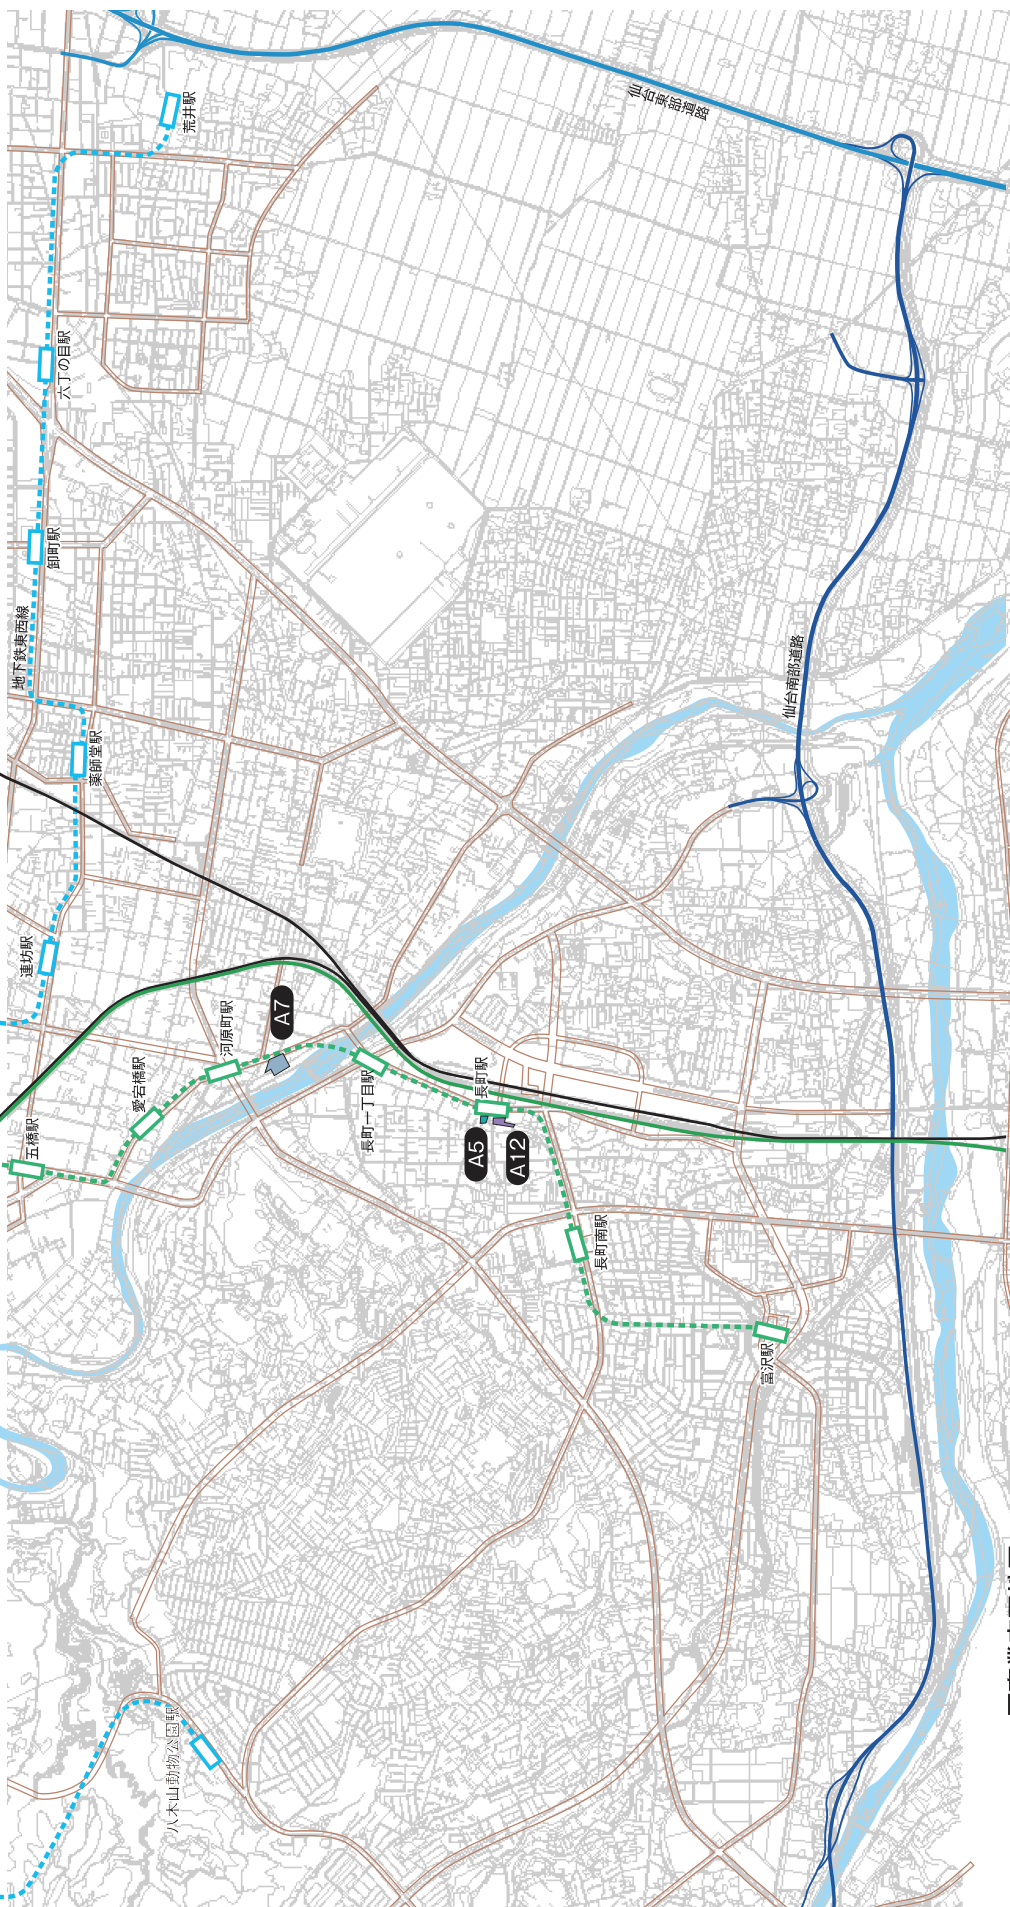 仙台東部道路
荒井駅
六丁の目駅
卸町駅
地下鉄東西線
薬師堂駅
仙台南部道路
連坊駅
河原町駅
A7
愛宕橋駅
五橋駅
長町一丁目駅
長町駅
A5
A12
長町南駅
富沢駅
八木山動物公園駅